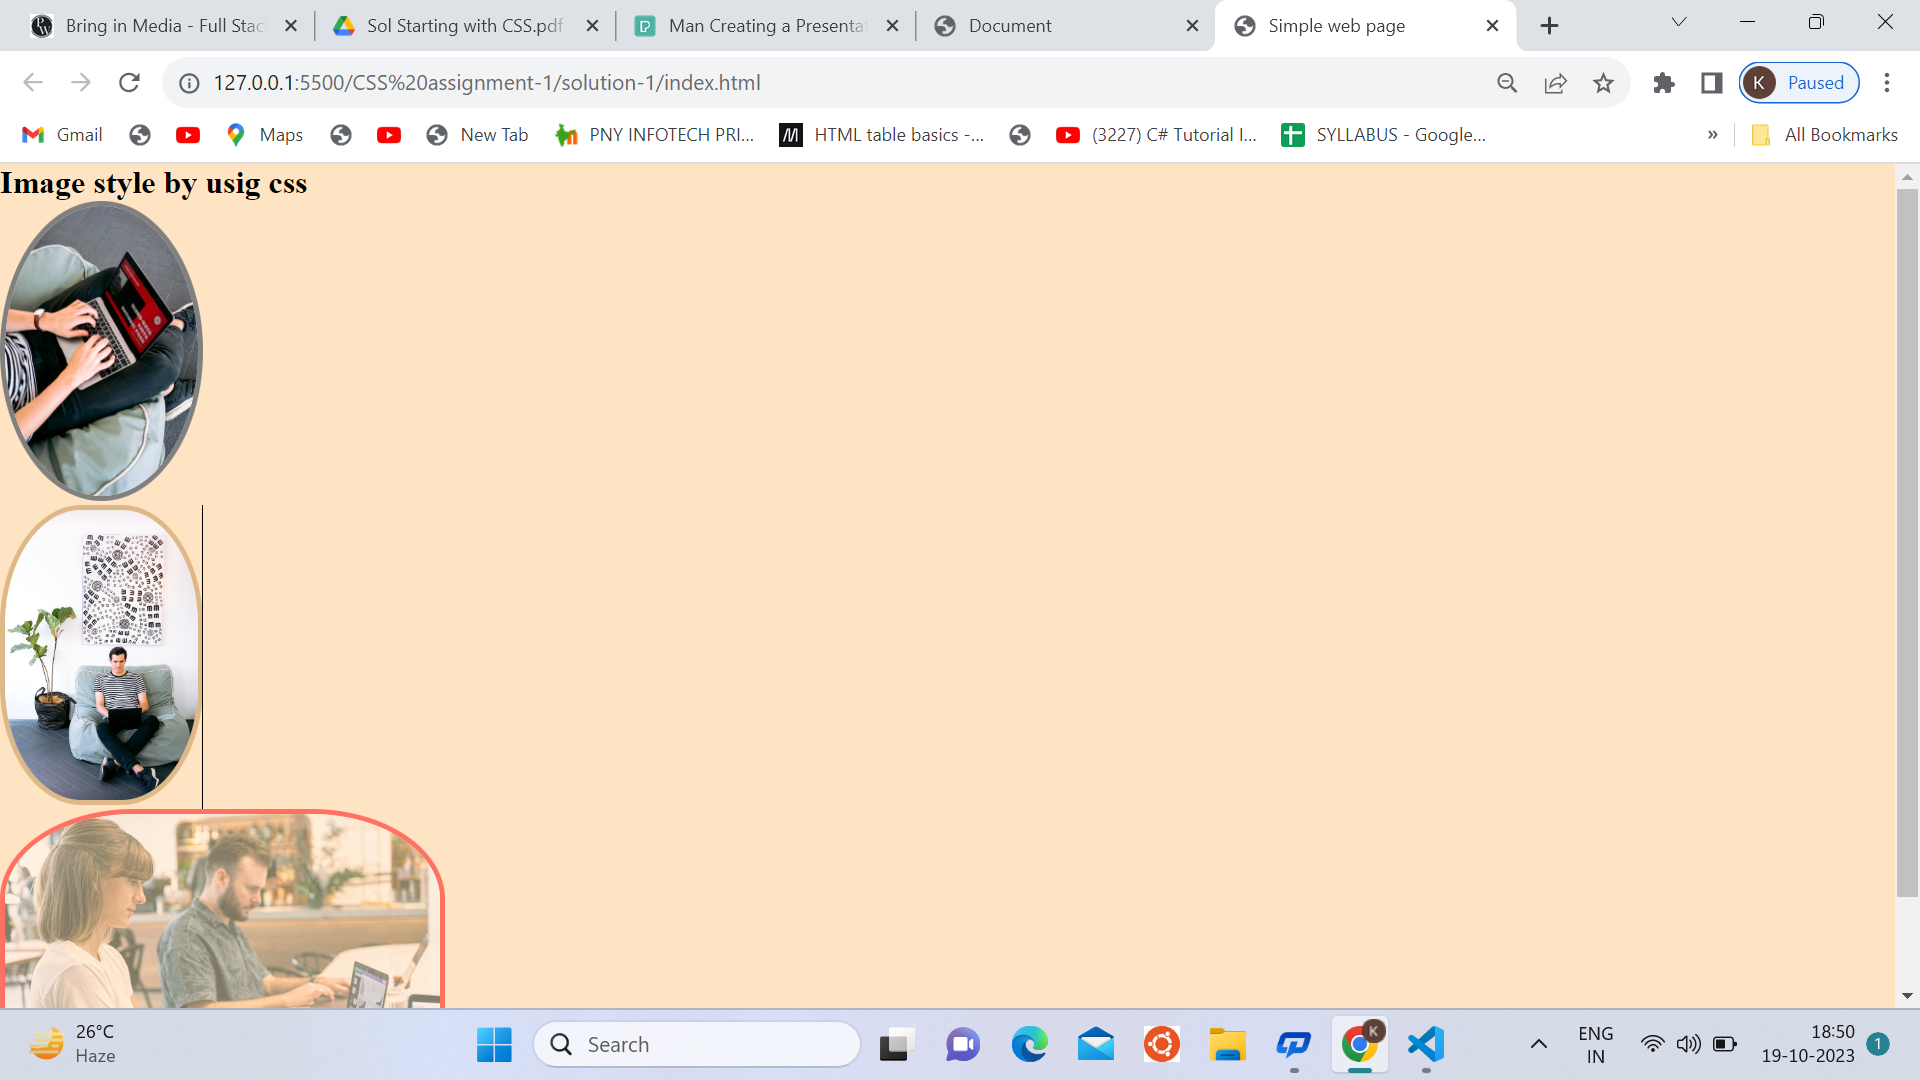 Bring in Media - Full Stac
Sol Starting with CSS.pdf
Man Creating a Presentat
Document
Simple web page
127.0.0.1:5500/CSS%20assignment-1/solution-1/index.html
K Paused
Gmail
Maps
New Tab
PNY INFOTECH PRI...
M HTML table basics -...
(3227) C# Tutorial I...
SYLLABUS - Google...
»
All Bookmarks
Image style by usig css
26°C
Haze
Search
K
ENG
IN
18:50
19-10-2023
1